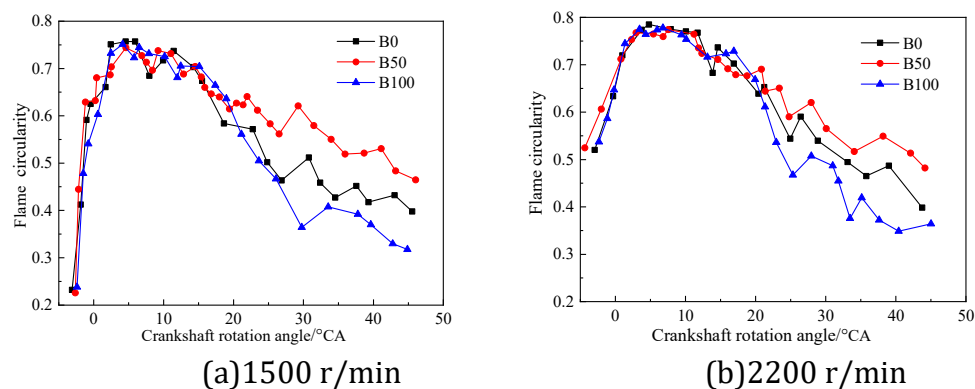 0.8
0.7
0.6
0.5
0.4
0.3
0.2
Flame circularity
B0
B50
B100
0 10 20 30 40 50
Crankshaft rotation angle/°CA
(a)1500 r/min
0.8
0.7
0.6
0.5
0.4
0.3
0.2
Flame circularity
B0
B50
B100
0 10 20 30 40 50
Crankshaft rotation angle/°CA
(b)2200 r/min